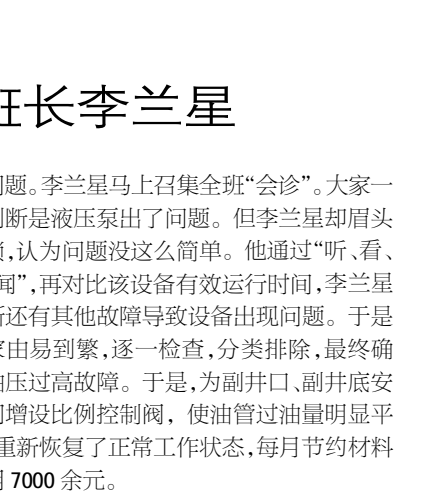 班长李兰星
问题。李兰星马上召集全班“会诊”。大家一
判断是液压泵出了问题。但李兰星却眉头
锁,认为问题没这么简单。他通过“听、看、
闻”,再对比该设备有效运行时间,李兰星
断还有其他故障导致设备出现问题。于是
家由易到繁,逐一检查,分类排除,最终确
油压过高故障。于是,为副井口、副井底安
门增设比例控制阀, 使油管过油量明显平
重新恢复了正常工作状态,每月节约材料
用 7000 余元。